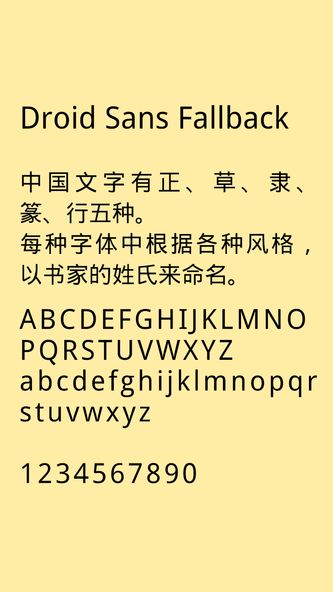 Droid Sans Fallback
中国文字有正、草、隶、
篆、行五种。
每种字体中根据各种风格，
以书家的姓氏来命名。
ABCDEFGHIJKLMNO
PQRSTUVWXYZ
abcdefghijklmnopqr
stuvwxyz
1234567890